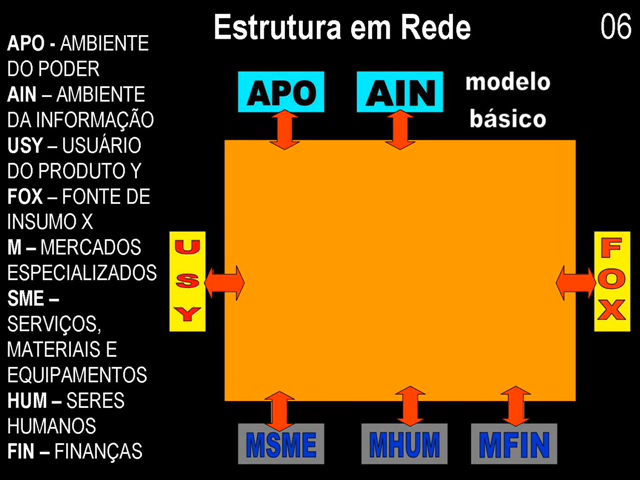 Estrutura em Rede
06
APO - AMBIENTE
DO PODER
AIN – AMBIENTE
DA INFORMAÇÃO
USY – USUÁRIO
DO PRODUTO Y
FOX – FONTE DE
INSUMO X
M – MERCADOS
ESPECIALIZADOS
SME –
SERVIÇOS,
MATERIAIS E
EQUIPAMENTOS
HUM – SERES
HUMANOS
FIN – FINANÇAS
APO
AIN
modelo
básico
USY
FOX
MSME
MHUM
MFIN